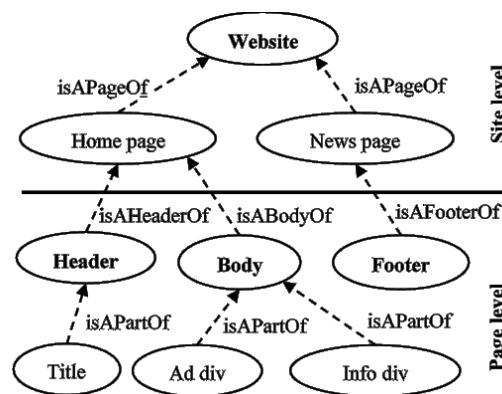 Website
isAPageOf
isAPageOf
Site level
Home page
News page
isAHeaderOf
isABodyOf
isAFooterOf
Header
Body
Footer
isAPartOf
isAPartOf
isAPartOf
Page level
Title
Ad div
Info div